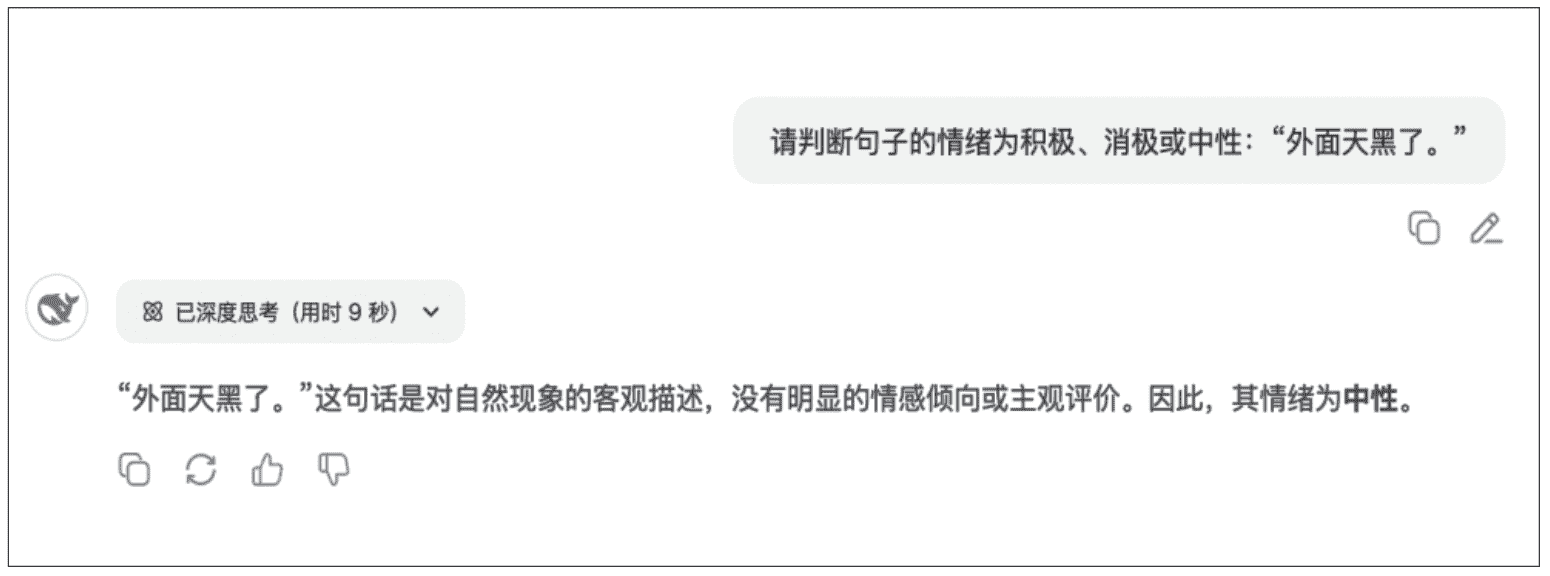 请判断句子的情绪为积极、消极或中性：“外面天黑了。”
已深度思考（用时 9 秒）
“外面天黑了。”这句话是对自然现象的客观描述，没有明显的情感倾向或主观评价。因此，其情绪为中性。